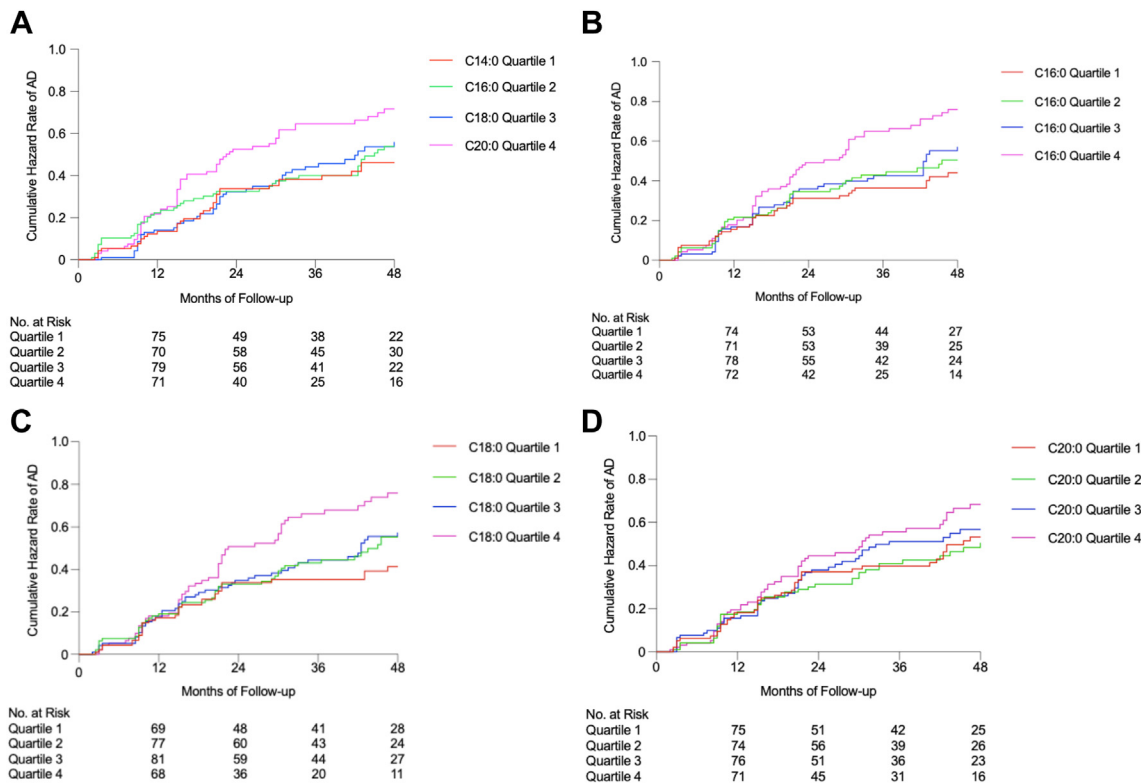 A
Cumulative Hazard Rate of AD
1.0
0.8
0.6
0.4
0.2
0
0 12 24 36 48
Months of Follow-up
C14:0 Quartile 1
C16:0 Quartile 2
C18:0 Quartile 3
C20:0 Quartile 4
No. at Risk
Quartile 1 75 49 38 22
Quartile 2 70 58 45 30
Quartile 3 79 56 41 22
Quartile 4 71 40 25 16
B
Cumulative Hazard Rate of AD
1.0
0.8
0.6
0.4
0.2
0
0 12 24 36 48
Months of Follow-up
C16:0 Quartile 1
C16:0 Quartile 2
C16:0 Quartile 3
C16:0 Quartile 4
No. at Risk
Quartile 1 74 53 44 27
Quartile 2 71 53 39 25
Quartile 3 78 55 42 24
Quartile 4 72 42 25 14
C
Cumulative Hazard Rate of AD
1.0
0.8
0.6
0.4
0.2
0
0 12 24 36 48
Months of Follow-up
C18:0 Quartile 1
C18:0 Quartile 2
C18:0 Quartile 3
C18:0 Quartile 4
No. at Risk
Quartile 1 69 48 41 28
Quartile 2 77 60 43 24
Quartile 3 81 59 44 27
Quartile 4 68 36 20 11
D
Cumulative Hazard Rate of AD
1.0
0.8
0.6
0.4
0.2
0
0 12 24 36 48
Months of Follow-up
C20:0 Quartile 1
C20:0 Quartile 2
C20:0 Quartile 3
C20:0 Quartile 4
No. at Risk
Quartile 1 75 51 42 25
Quartile 2 74 56 39 26
Quartile 3 76 51 36 23
Quartile 4 71 45 31 16